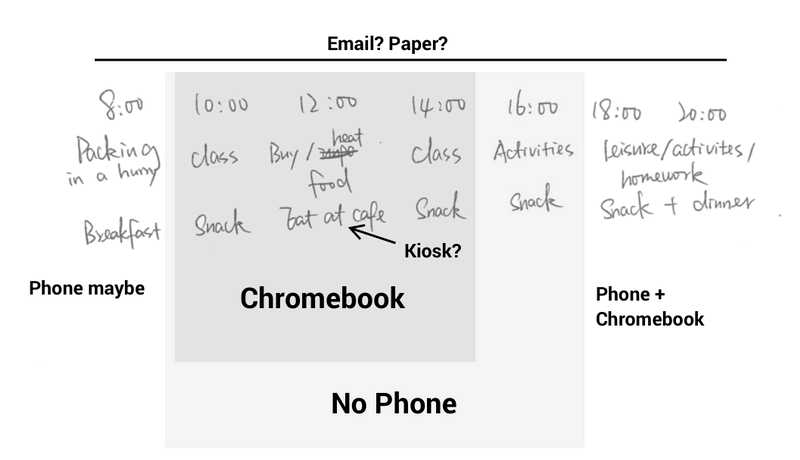 Email? Paper?
8:00 10:00 12:00 14:00 16:00 18:00 20:00
Packing class Buy / heat class Activities leisure/activites/
in a hurry food homework
Breakfast Snack Eat at cafe Snack Snack Snack + dinner
Kiosk?
Phone maybe Chromebook Phone +
Chromebook
No Phone